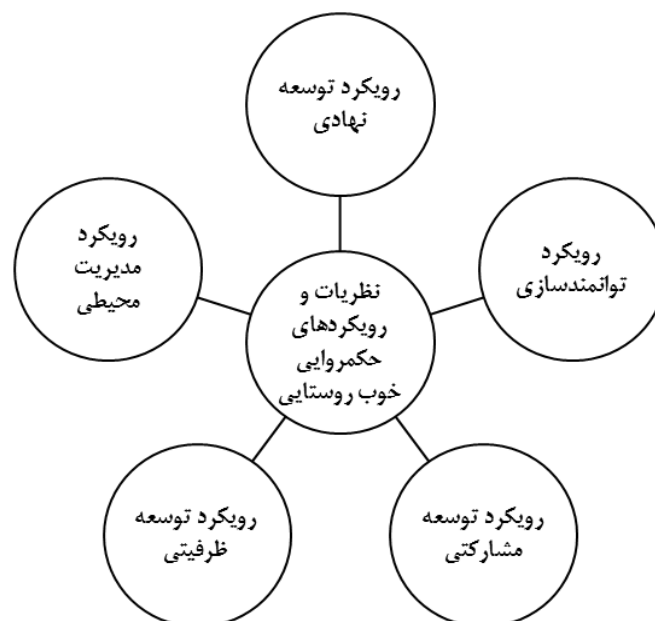 رویکرد توسعه
نهادی
رویکرد
توانمندسازی
رویکرد توسعه
مشارکتی
رویکرد توسعه
ظرفیتی
رویکرد
مدیریت
محیطی
نظریات و
رویکردهای
حکمروایی
خوب روستایی